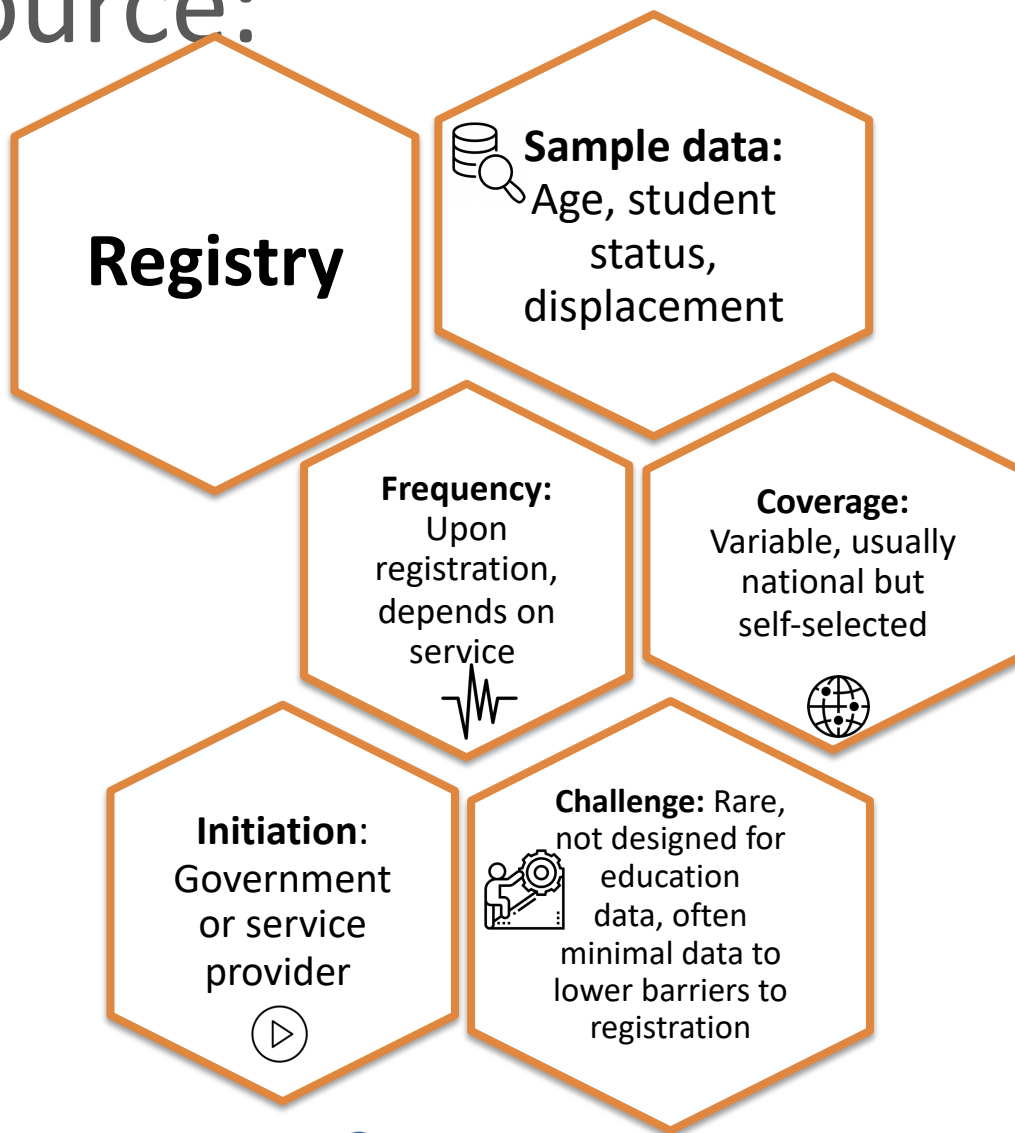 Registry
Sample data:
Age, student
status,
displacement
Frequency:
Upon
registration,
depends on
service
Coverage:
Variable, usually
national but
self-selected
Initiation:
Government
or service
provider
Challenge: Rare,
not designed for
education
data, often
minimal data to
lower barriers to
registration